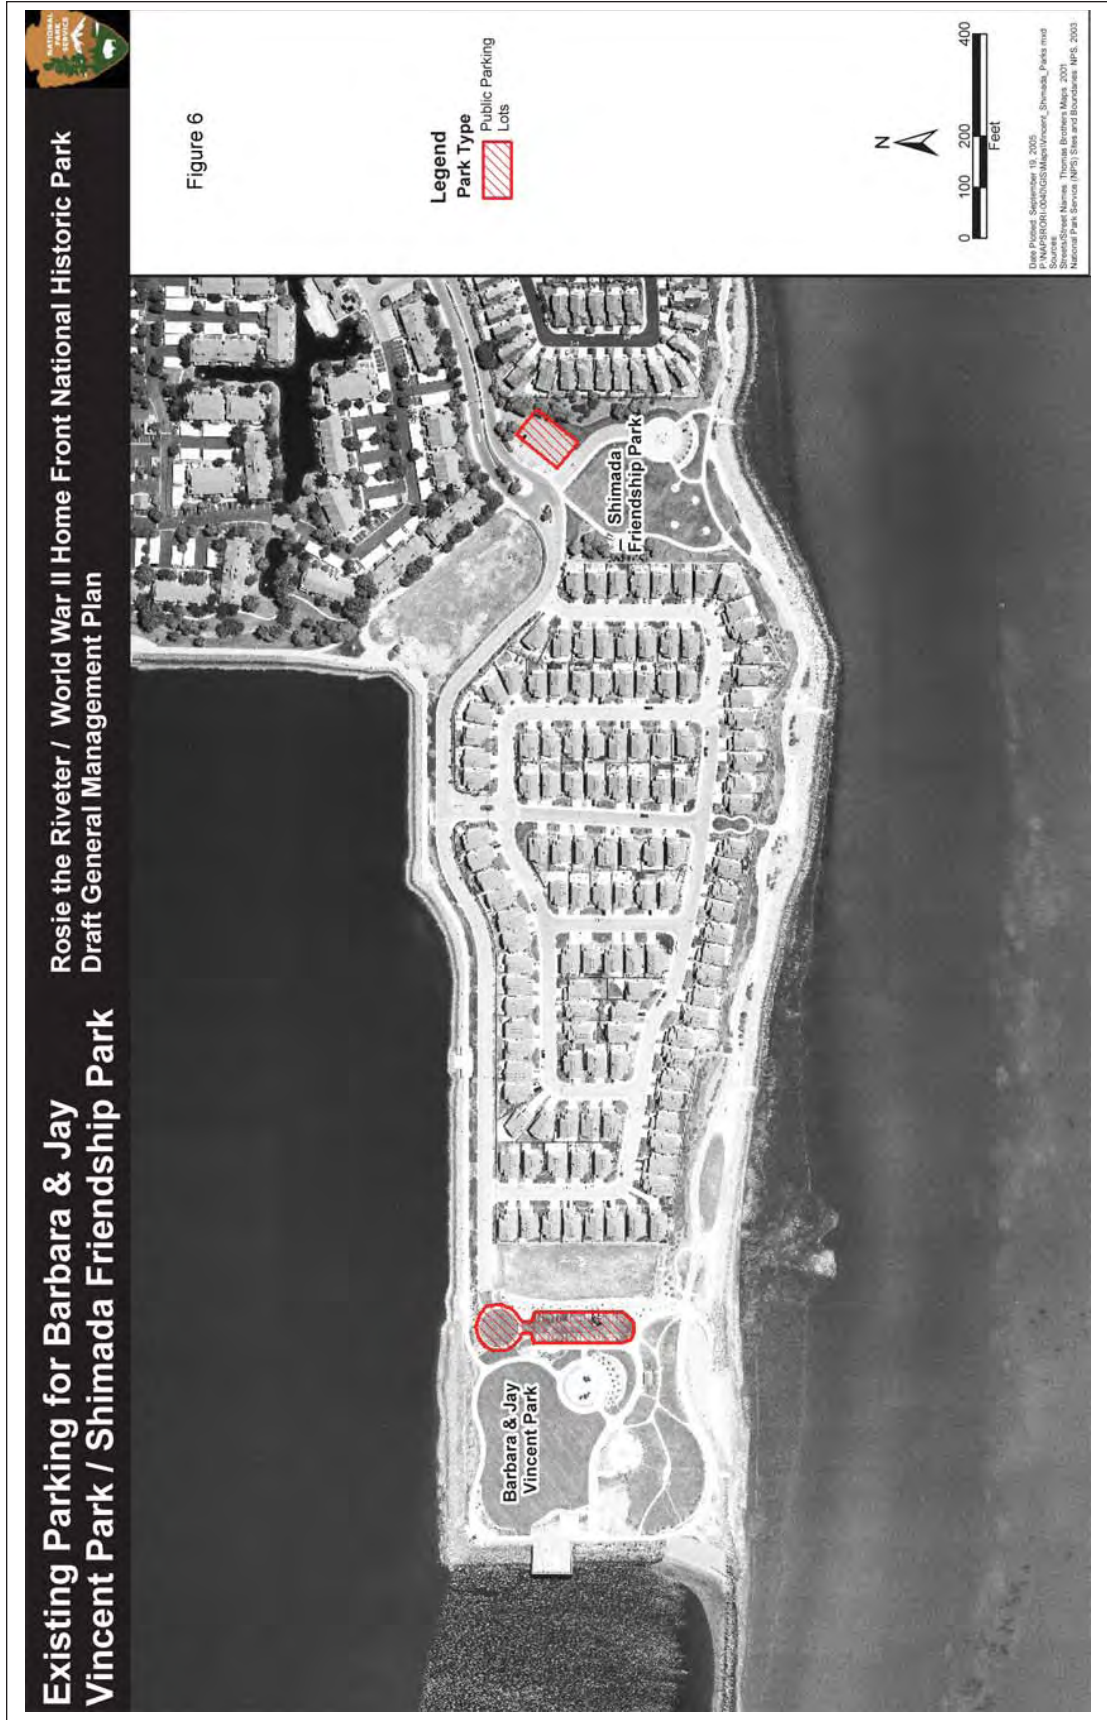 Existing Parking for Barbara & Jay
Vincent Park / Shimada Friendship Park
Rosie the Riveter / World War II Home Front National Historic Park
Draft General Management Plan
NATIONAL
PARK
SERVICE
Figure 6
Legend
Park Type
Public Parking
Lots
N
0 100 200 400
Feet
Date Plotted: September 19, 2005
Sources:
Streets/Street Names: Thomas Brothers Maps, 2001
National Park Service (NPS) Sites and Boundaries: NPS, 2003
Barbara & Jay
Vincent Park
Shimada
Friendship Park